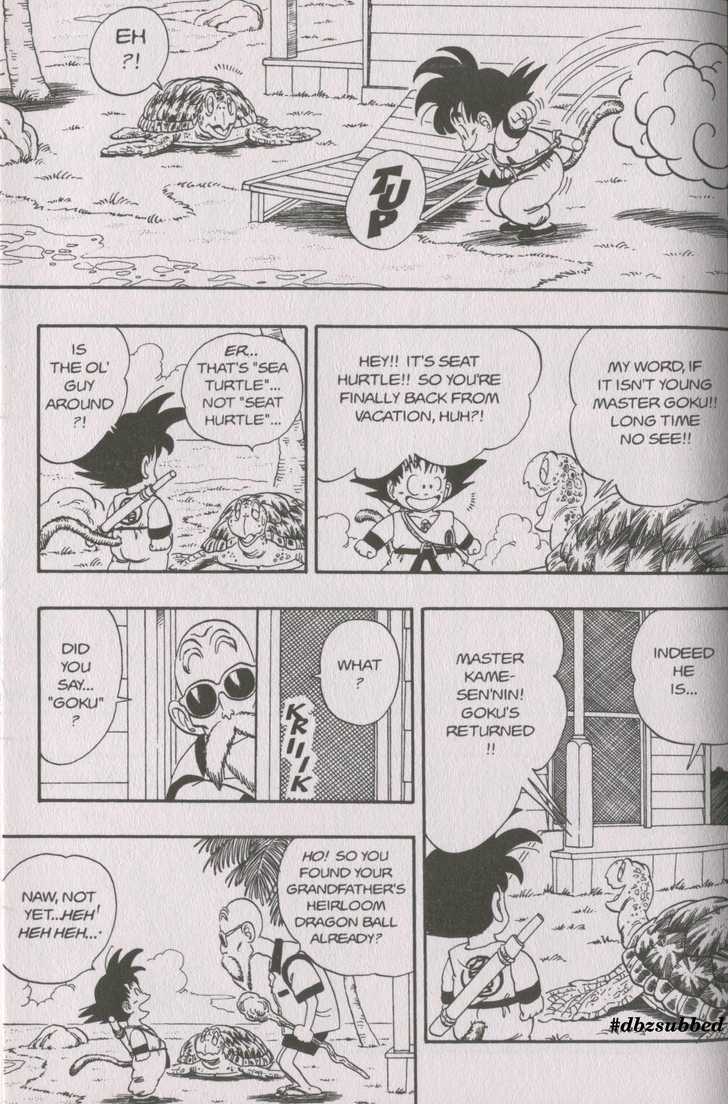 EH
?!
TUP
MY WORD, IF
IT ISN'T YOUNG
MASTER GOKU!!
LONG TIME
NO SEE!!
HEY!! IT'S SEAT
HURTLE!! SO YOU'RE
FINALLY BACK FROM
VACATION, HUH?!
ER...
THAT'S "SEA
TURTLE"...
NOT "SEAT
HURTLE"...
IS
THE OL'
GUY
AROUND
?!
INDEED
HE
IS...
MASTER
KAME-
SEN'NIN!
GOKU'S
RETURNED
!!
WHAT
?
KRIIIK
DID
YOU
SAY...
"GOKU"
?
HO! SO YOU
FOUND YOUR
GRANDFATHER'S
HEIRLOOM
DRAGON BALL
ALREADY?
NAW, NOT
YET...HEH!
HEH HEH...
#dbzsubbed